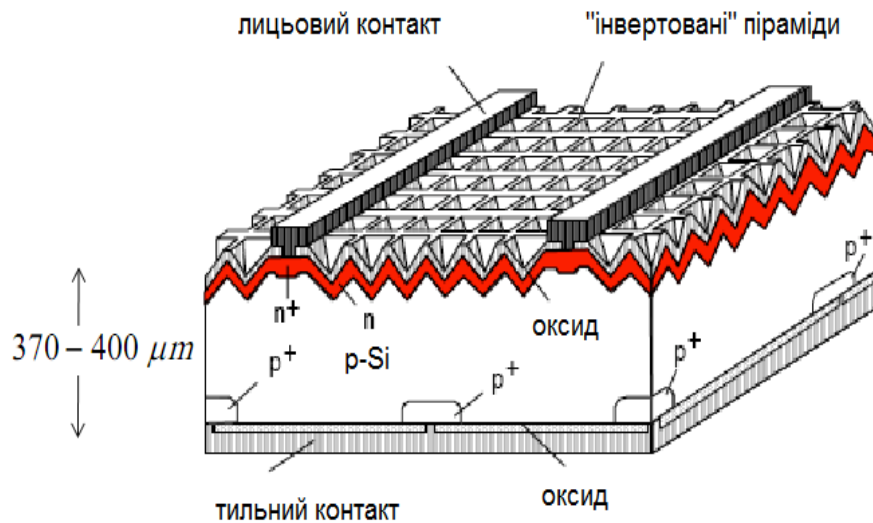 лицьовий контакт
"інвертовані" піраміди
p+
n+
n
оксид
p+
370 – 400 μm
p+
p-Si
p+
тильний контакт
оксид